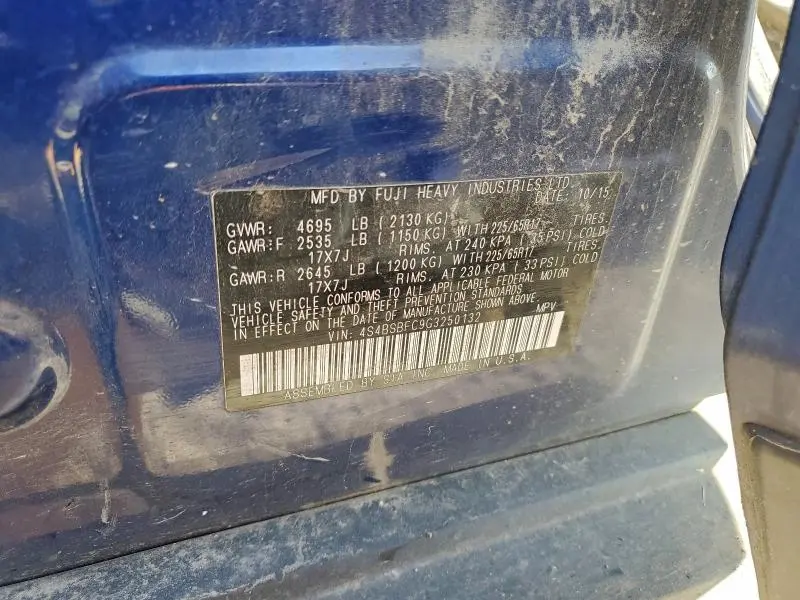 MFD BY FUJI HEAVY INDUSTRIES LTD.
DATE: 10/15
GVWR: 4695 LB (2130 KG)
GAWR:F 2535 LB (1150 KG) WITH 225/65R17 TIRES.
17X7J RIMS. AT 240 KPA (35 PSI) COLD
GAWR:R 2645 LB (1200 KG) WITH 225/65R17 TIRES.
17X7J RIMS. AT 230 KPA (33 PSI) COLD
THIS VEHICLE CONFORMS TO ALL APPLICABLE FEDERAL MOTOR
VEHICLE SAFETY AND THEFT PREVENTION STANDARDS
IN EFFECT ON THE DATE OF MANUFACTURE SHOWN ABOVE.
VIN: 4S4BSBFC9G3250132 MPV
ASSEMBLED BY SIA INC. MADE IN U.S.A.